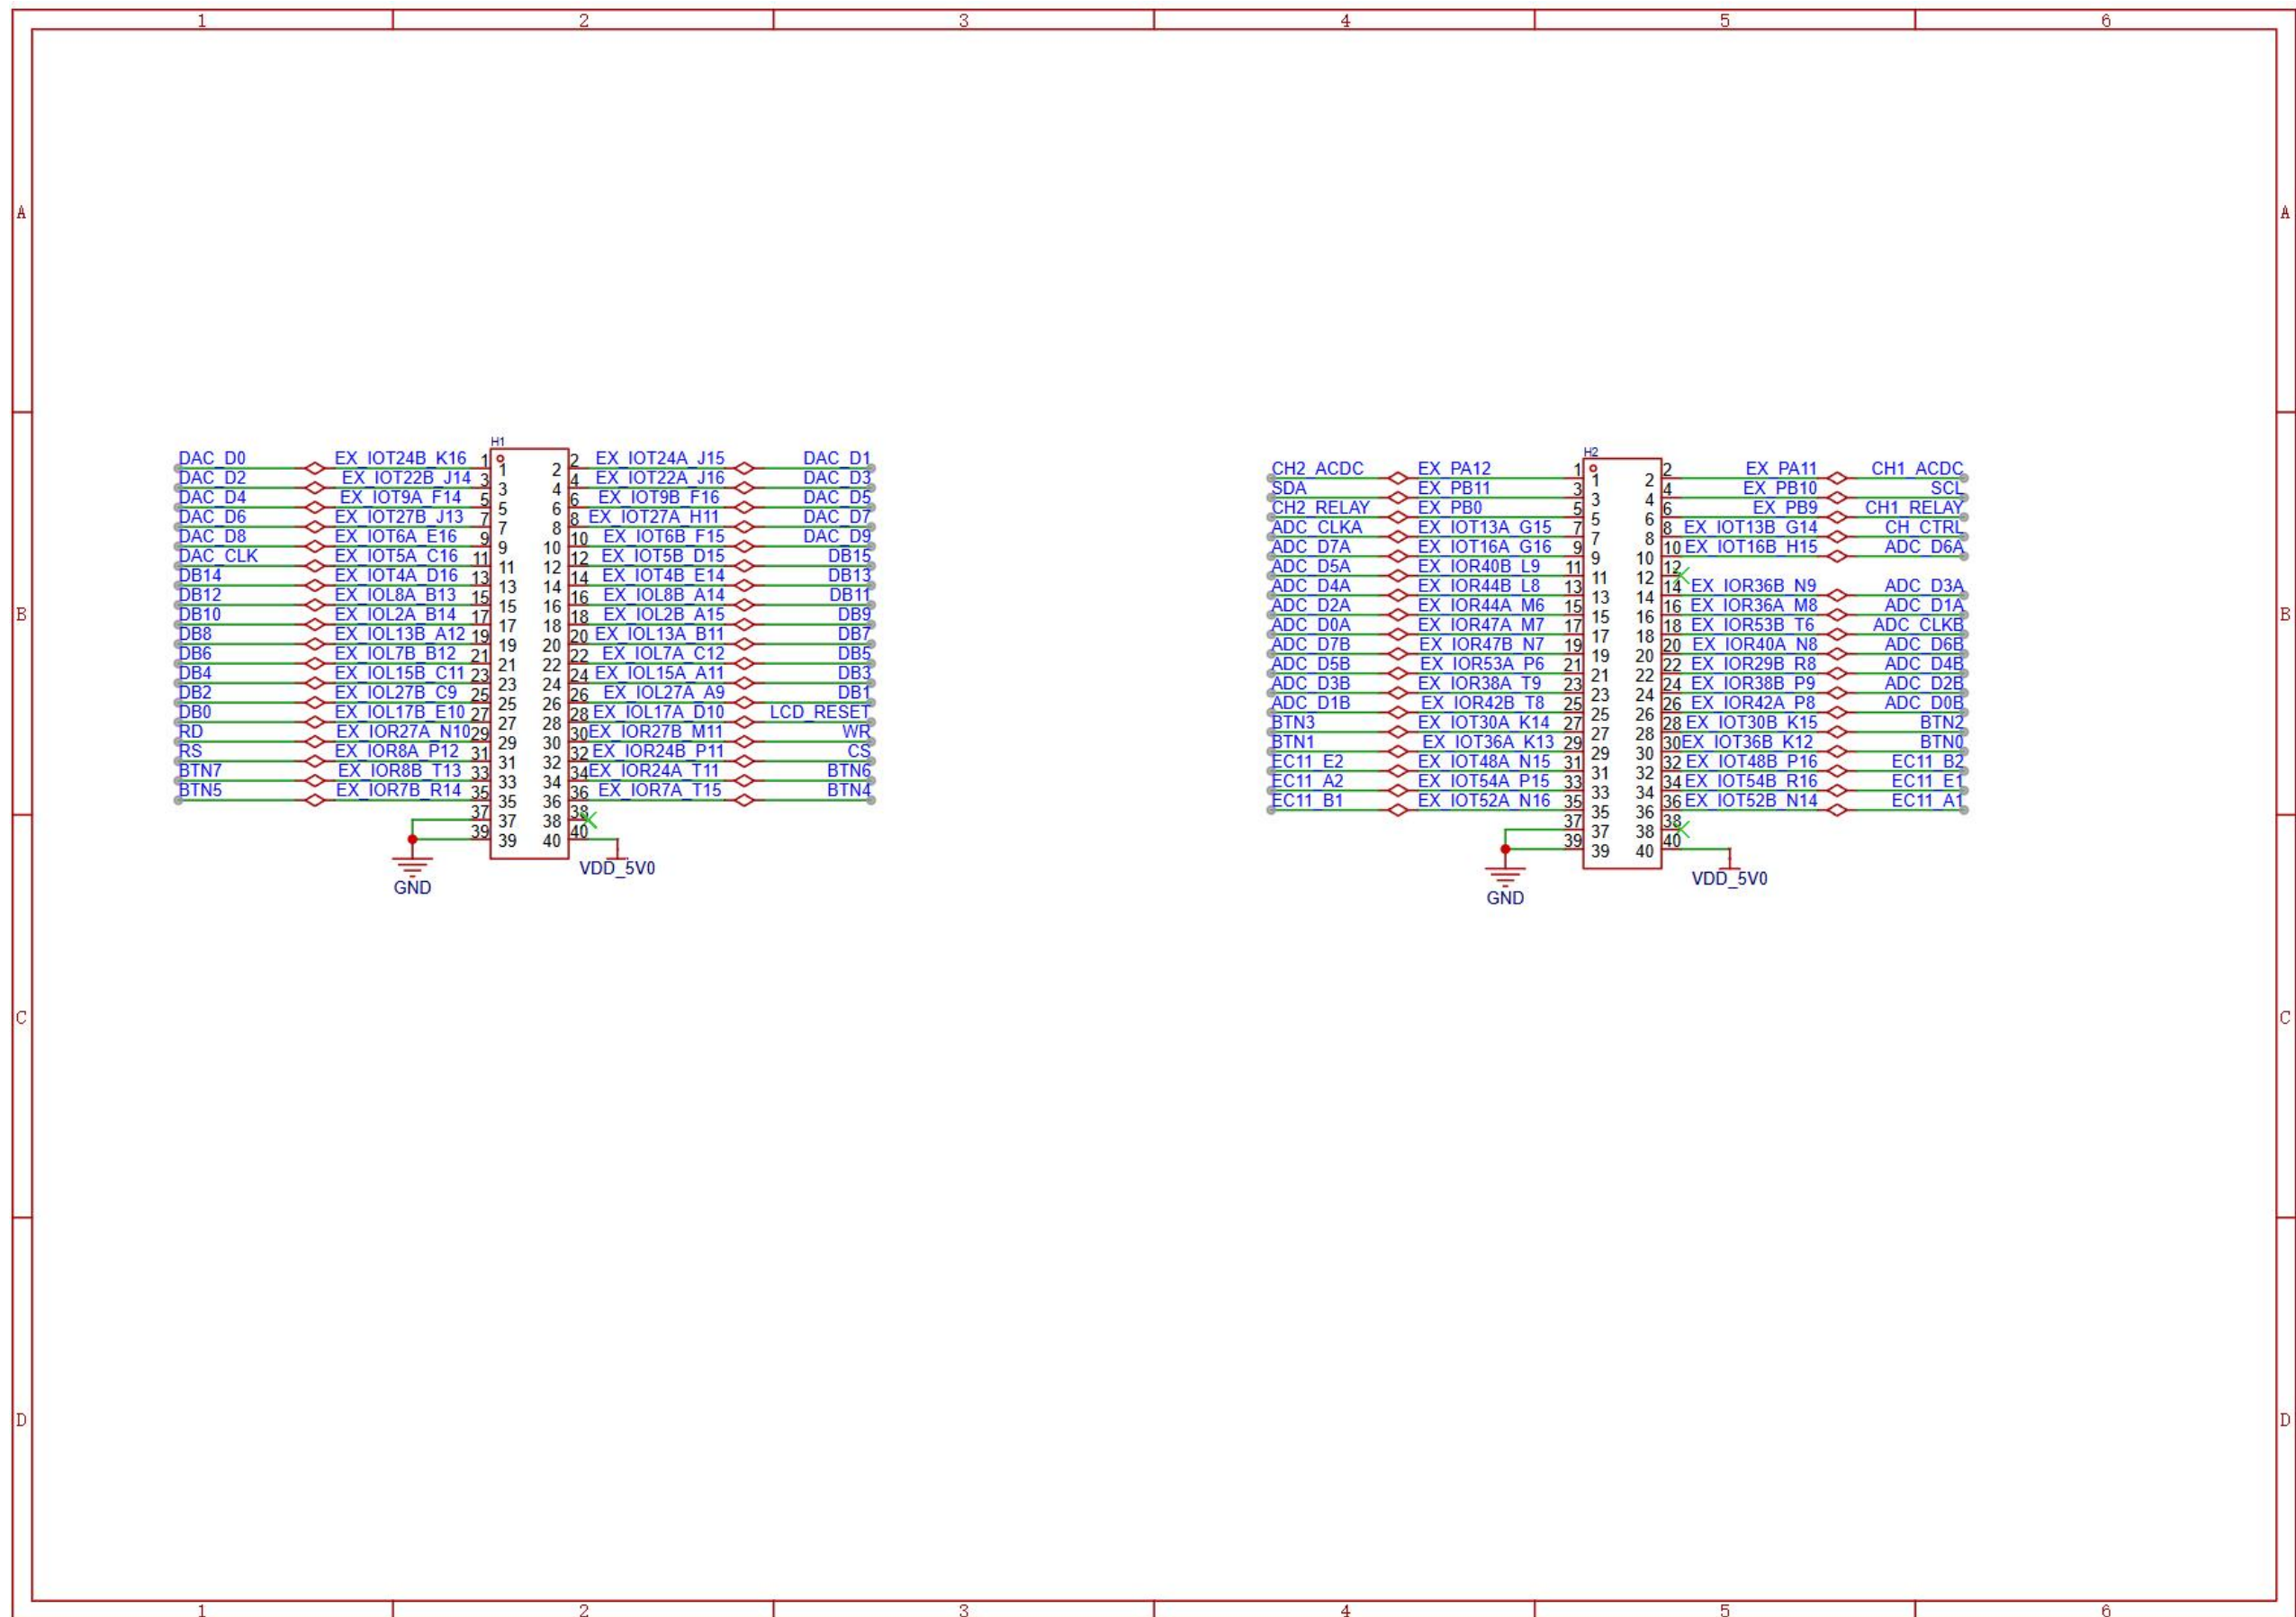 1 2 3 4 5 6
A A
H1
DAC_D0 EX_IOT24B_K16 1 1 2 2 EX_IOT24A_J15 DAC_D1
DAC_D2 EX_IOT22B_J14 3 3 4 4 EX_IOT22A_J16 DAC_D3
DAC_D4 EX_IOT9A_F14 5 5 6 6 EX_IOT9B_F16 DAC_D5
DAC_D6 EX_IOT27B_J13 7 7 8 8 EX_IOT27A_H11 DAC_D7
DAC_D8 EX_IOT6A_E16 9 9 10 10 EX_IOT6B_F15 DAC_D9
DAC_CLK EX_IOT5A_C16 11 11 12 12 EX_IOT5B_D15 DB15
DB14 EX_IOT4A_D16 13 13 14 14 EX_IOT4B_E14 DB13
DB12 EX_IOL8A_B13 15 15 16 16 EX_IOL8B_A14 DB11
DB10 EX_IOL2A_B14 17 17 18 18 EX_IOL2B_A15 DB9
DB8 EX_IOL13B_A12 19 19 20 20 EX_IOL13A_B11 DB7
DB6 EX_IOL7B_B12 21 21 22 22 EX_IOL7A_C12 DB5
DB4 EX_IOL15B_C11 23 23 24 24 EX_IOL15A_A11 DB3
DB2 EX_IOL27B_C9 25 25 26 26 EX_IOL27A_A9 DB1
DB0 EX_IOL17B_E10 27 27 28 28 EX_IOL17A_D10 LCD_RESET
RD EX_IOR27A_N10 29 29 30 30 EX_IOR27B_M11 WR
RS EX_IOR8A_P12 31 31 32 32 EX_IOR24B_P11 CS
BTN7 EX_IOR8B_T13 33 33 34 34 EX_IOR24A_T11 BTN6
BTN5 EX_IOR7B_R14 35 35 36 36 EX_IOR7A_T15 BTN4
37 37 38 38
39 39 40 40
VDD_5V0
GND
H2
CH2_ACDC EX_PA12 1 1 2 2 EX_PA11 CH1_ACDC
SDA EX_PB11 3 3 4 4 EX_PB10 SCL
CH2_RELAY EX_PB0 5 5 6 6 EX_PB9 CH1_RELAY
ADC_CLKA EX_IOT13A_G15 7 7 8 8 EX_IOT13B_G14 CH_CTRL
ADC_D7A EX_IOT16A_G16 9 9 10 10 EX_IOT16B_H15 ADC_D6A
ADC_D5A EX_IOR40B_L9 11 11 12 12
ADC_D4A EX_IOR44B_L8 13 13 14 14 EX_IOR36B_N9 ADC_D3A
ADC_D2A EX_IOR44A_M6 15 15 16 16 EX_IOR36A_M8 ADC_D1A
ADC_D0A EX_IOR47A_M7 17 17 18 18 EX_IOR53B_T6 ADC_CLKB
ADC_D7B EX_IOR47B_N7 19 19 20 20 EX_IOR40A_N8 ADC_D6B
ADC_D5B EX_IOR53A_P6 21 21 22 22 EX_IOR29B_R8 ADC_D4B
ADC_D3B EX_IOR38A_T9 23 23 24 24 EX_IOR38B_P9 ADC_D2B
ADC_D1B EX_IOR42B_T8 25 25 26 26 EX_IOR42A_P8 ADC_D0B
BTN3 EX_IOT30A_K14 27 27 28 28 EX_IOT30B_K15 BTN2
BTN1 EX_IOT36A_K13 29 29 30 30 EX_IOT36B_K12 BTN0
EC11_E2 EX_IOT48A_N15 31 31 32 32 EX_IOT48B_P16 EC11_B2
EC11_A2 EX_IOT54A_P15 33 33 34 34 EX_IOT54B_R16 EC11_E1
EC11_B1 EX_IOT52A_N16 35 35 36 36 EX_IOT52B_N14 EC11_A1
37 37 38 38
39 39 40 40
VDD_5V0
GND
B B
C C
D D
1 2 3 4 5 6